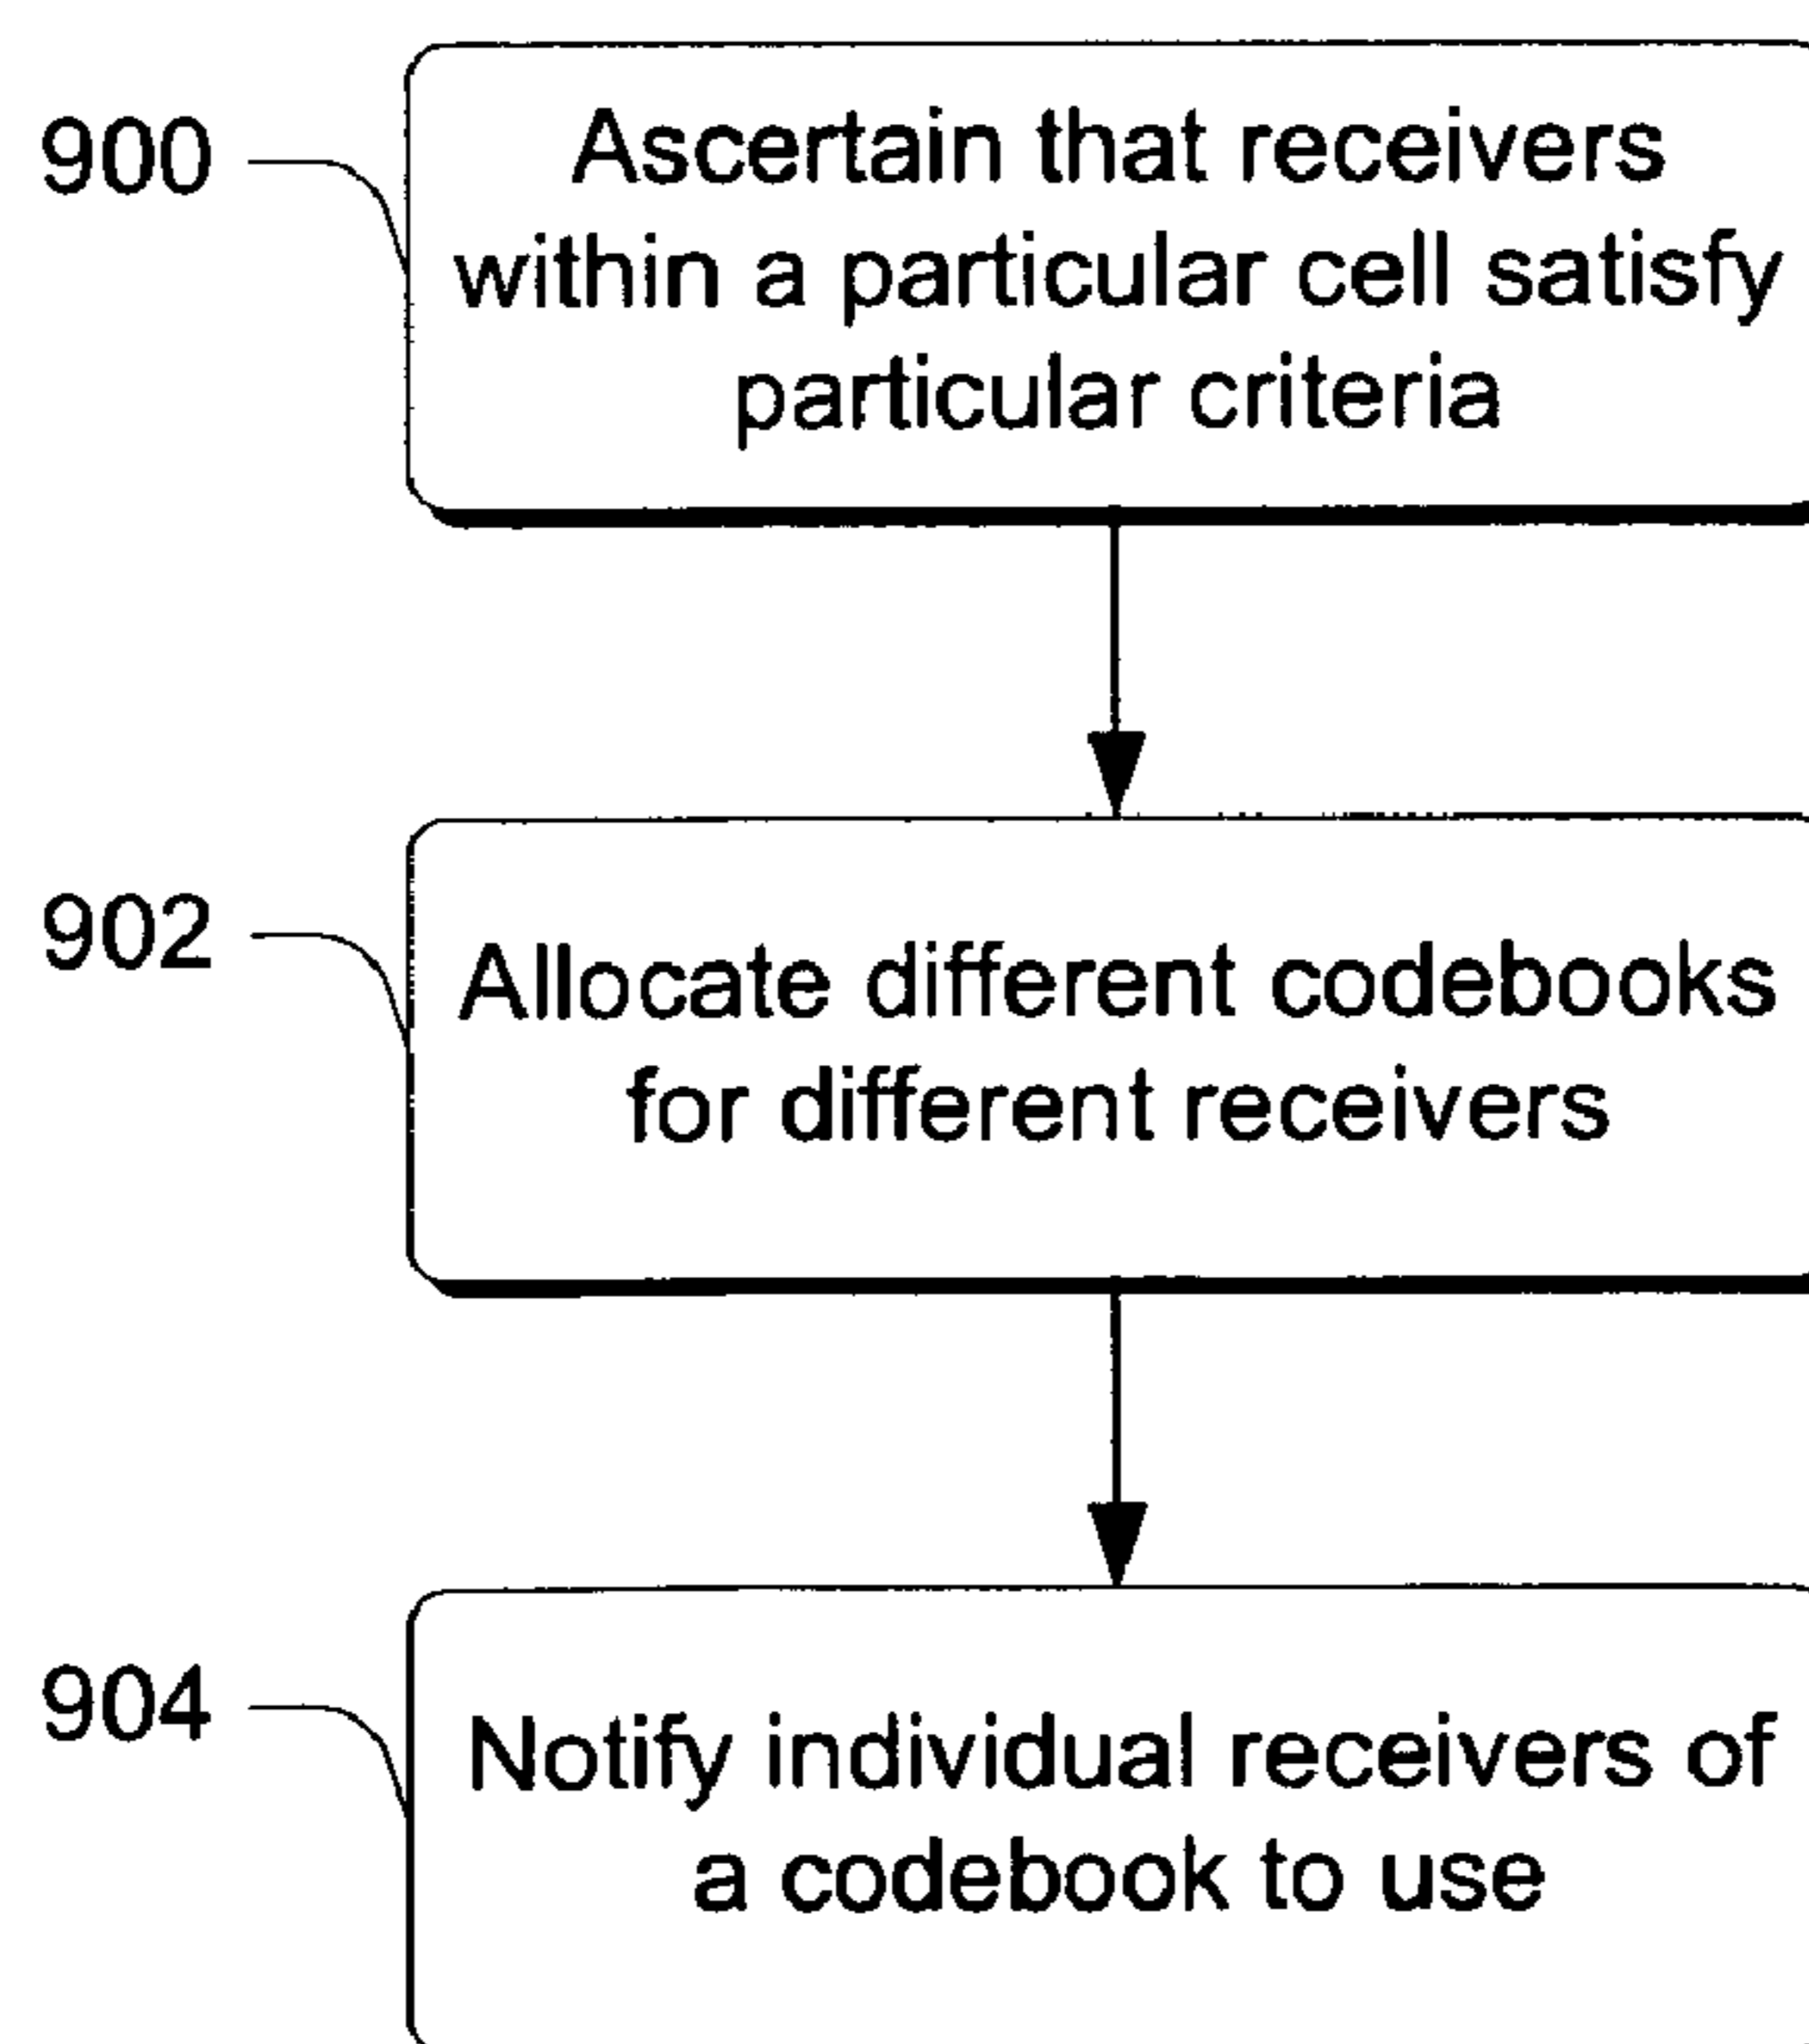 900
Ascertain that receivers
within a particular cell satisfy
particular criteria
902
Allocate different codebooks
for different receivers
904
Notify individual receivers of
a codebook to use